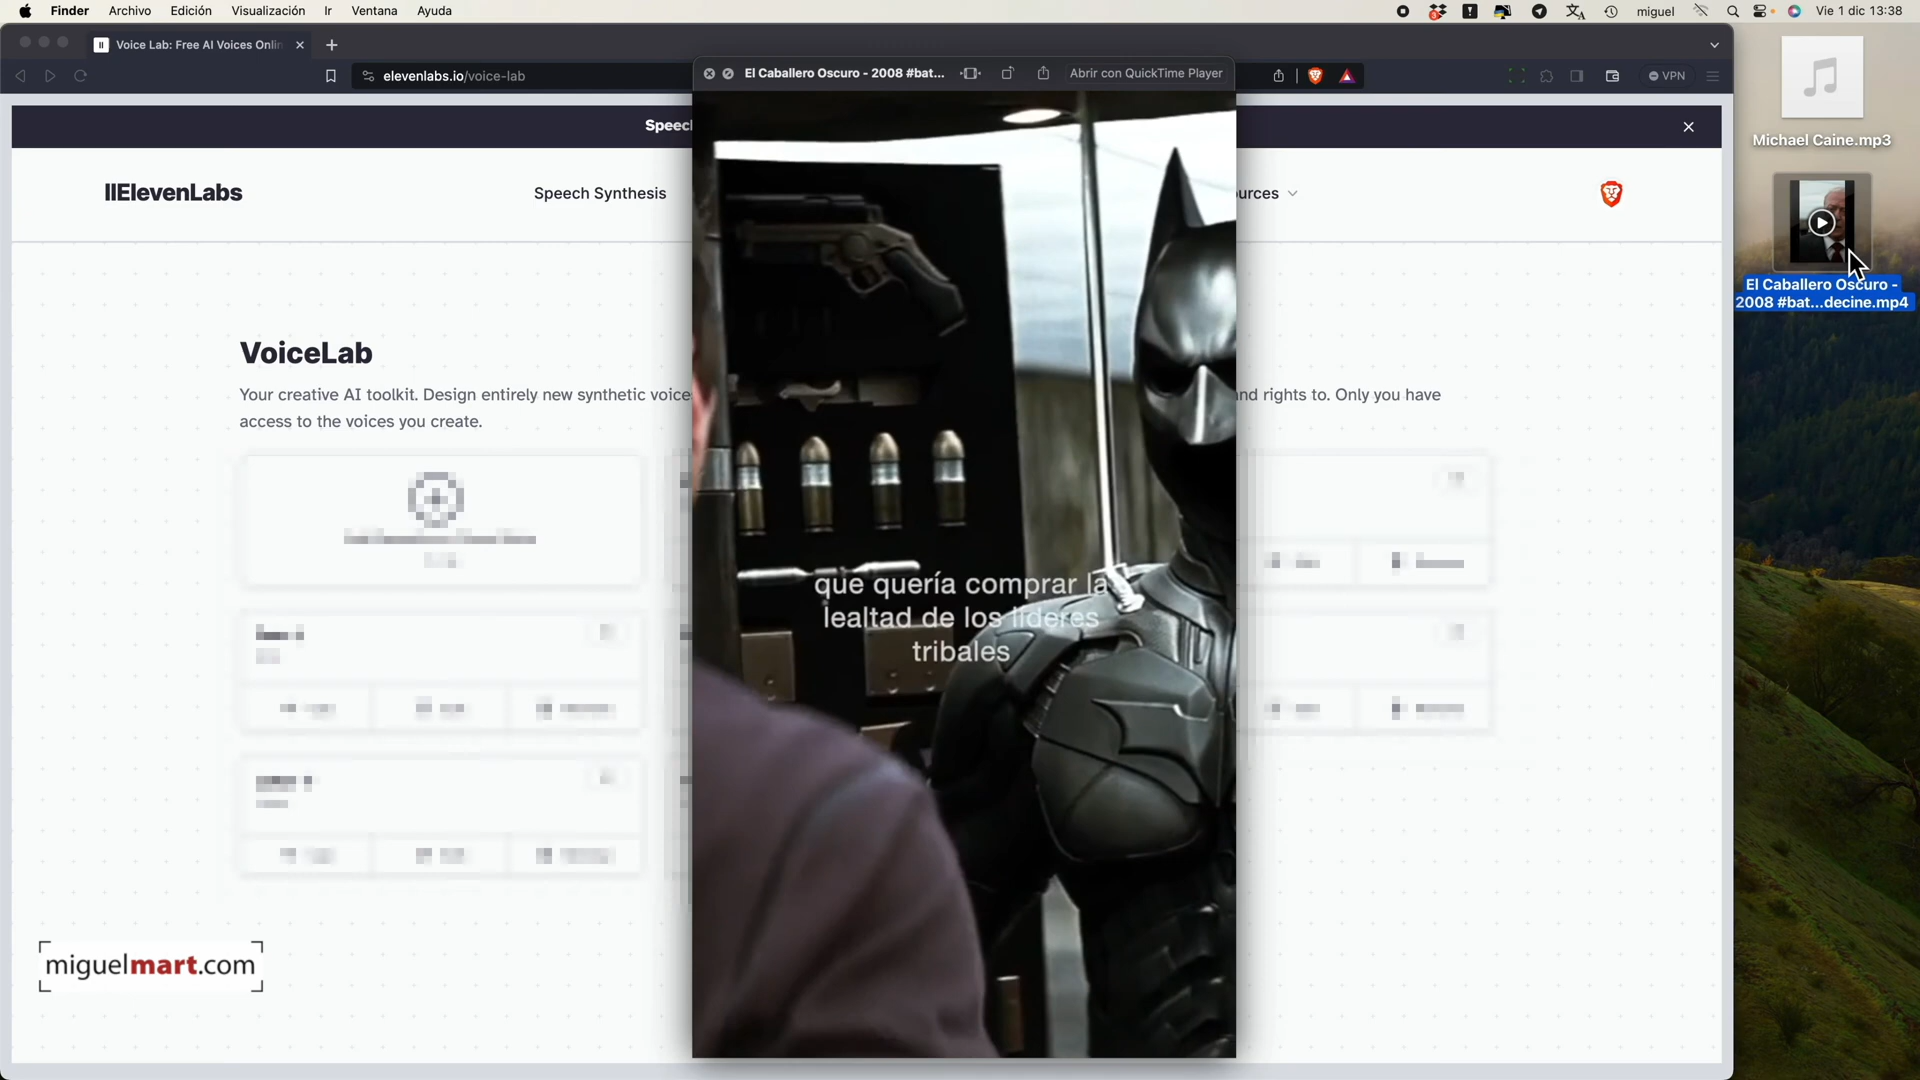 Finder Archivo Edición Visualización Ir Ventana Ayuda
miguel Vie 1 dic 13:38
Voice Lab: Free AI Voices Onlin
elevenlabs.io/voice-lab
VPN
El Caballero Oscuro - 2008 #bat... Abrir con QuickTime Player
Speech
IIElevenLabs
Speech Synthesis
urces
VoiceLab
Your creative AI toolkit. Design entirely new synthetic voice
nd rights to. Only you have
access to the voices you create.
que quería comprar la
lealtad de los líderes
tribales
Michael Caine.mp3
El Caballero Oscuro -
2008 #bat...decine.mp4
miguelmart.com